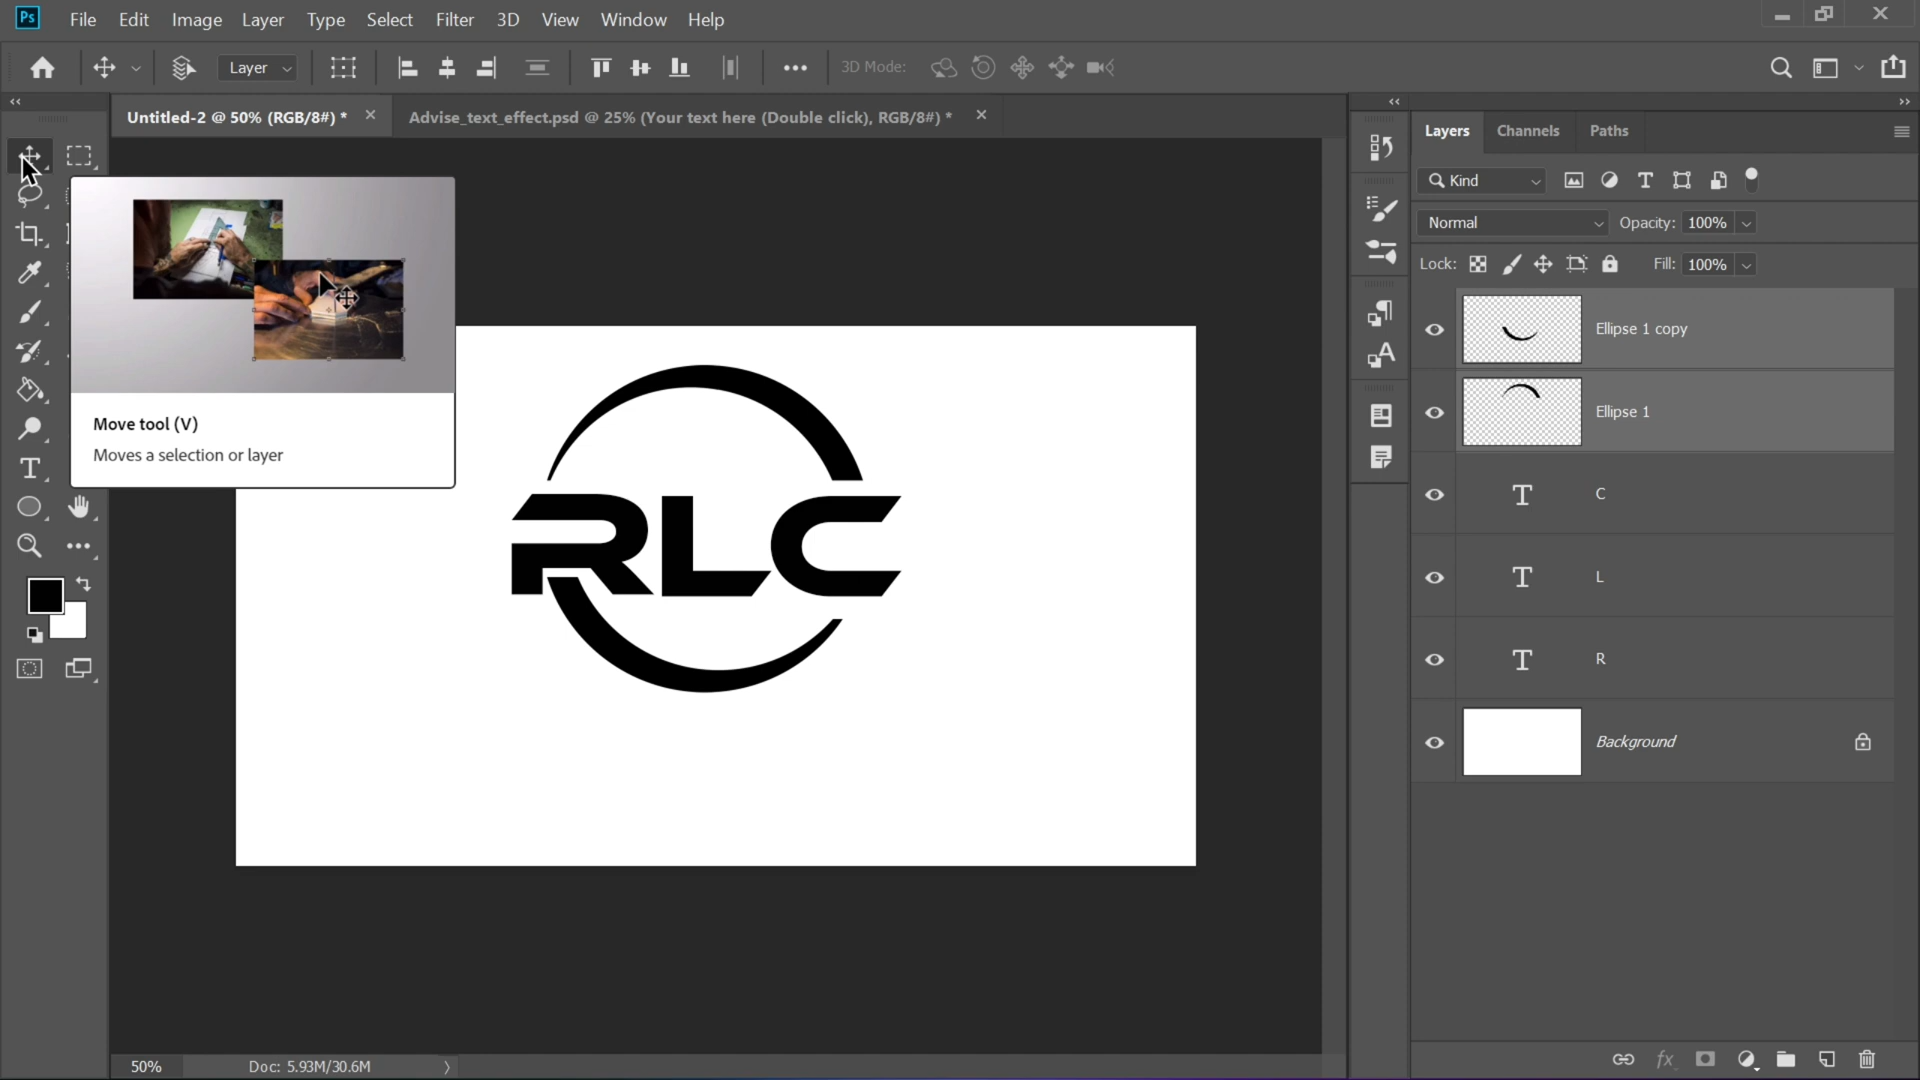 Ps File Edit Image Layer Type Select Filter 3D View Window Help
Layer 3D Mode:
Untitled-2 @ 50% (RGB/8#) * Advise_text_effect.psd @ 25% (Your text here (Double click), RGB/8#) *
Move tool (V)
Moves a selection or layer
RLC
50% Doc: 5.93M/30.6M
Layers Channels Paths
Kind
Normal Opacity: 100%
Lock: Fill: 100%
Ellipse 1 copy
Ellipse 1
C
L
R
Background